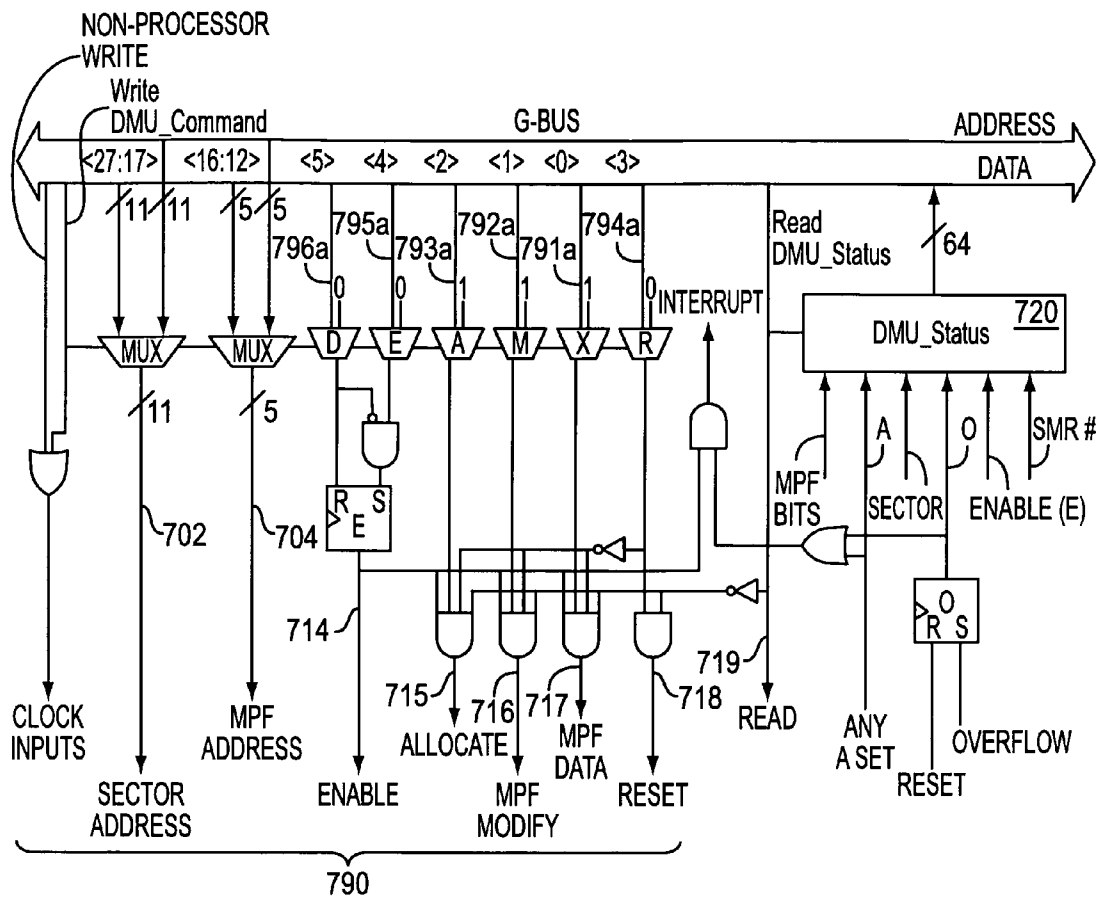 NON-PROCESSOR
WRITE
Write
DMU_Command
G-BUS
ADDRESS
<27:17>
<16:12>
<5>
<4>
<2>
<1>
<0>
<3>
DATA
11
11
5
5
796a
795a
793a
792a
791a
794a
Read
DMU_Status
64
0
0
1
1
1
0
INTERRUPT
720
DMU_Status
MUX
MUX
D
E
A
M
X
R
11
5
A
O
SMR #
MPF
BITS
SECTOR
ENABLE (E)
R S
E
702
704
O
R S
714
715
716
717
718
719
CLOCK
INPUTS
MPF
ADDRESS
ALLOCATE
MPF
DATA
READ
ANY
A SET
OVERFLOW
RESET
SECTOR
ADDRESS
ENABLE
MPF
MODIFY
RESET
790